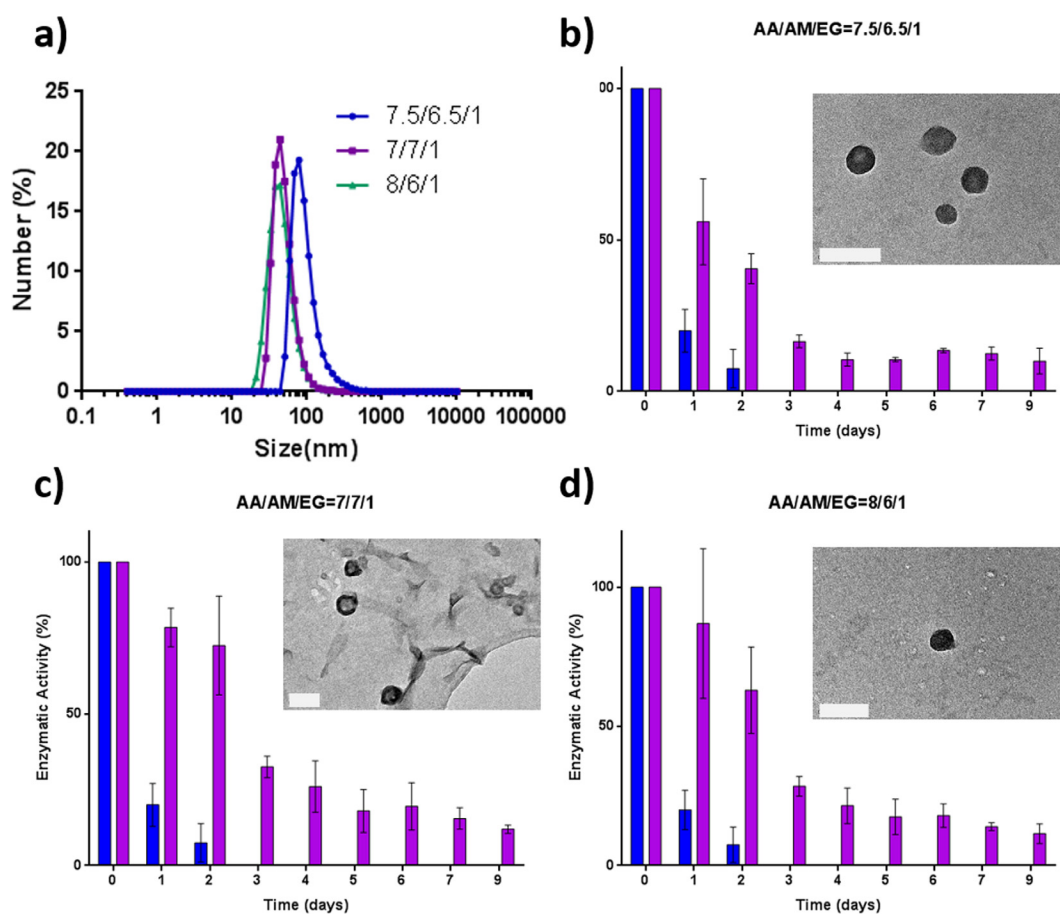 a)
25
20
15
10
5
0
Number (%)
7.5/6.5/1
7/7/1
8/6/1
0.1 1 10 100 1000 10000 100000
Size(nm)
b)
AA/AM/EG=7.5/6.5/1
00
50
0
0 1 2 3 4 5 6 7 9
Time (days)
c)
AA/AM/EG=7/7/1
Enzymatic Activity (%)
100
50
0
0 1 2 3 4 5 6 7 9
Time (days)
d)
AA/AM/EG=8/6/1
Enzymatic Activity (%)
100
50
0
0 1 2 3 4 5 6 7 9
Time (days)